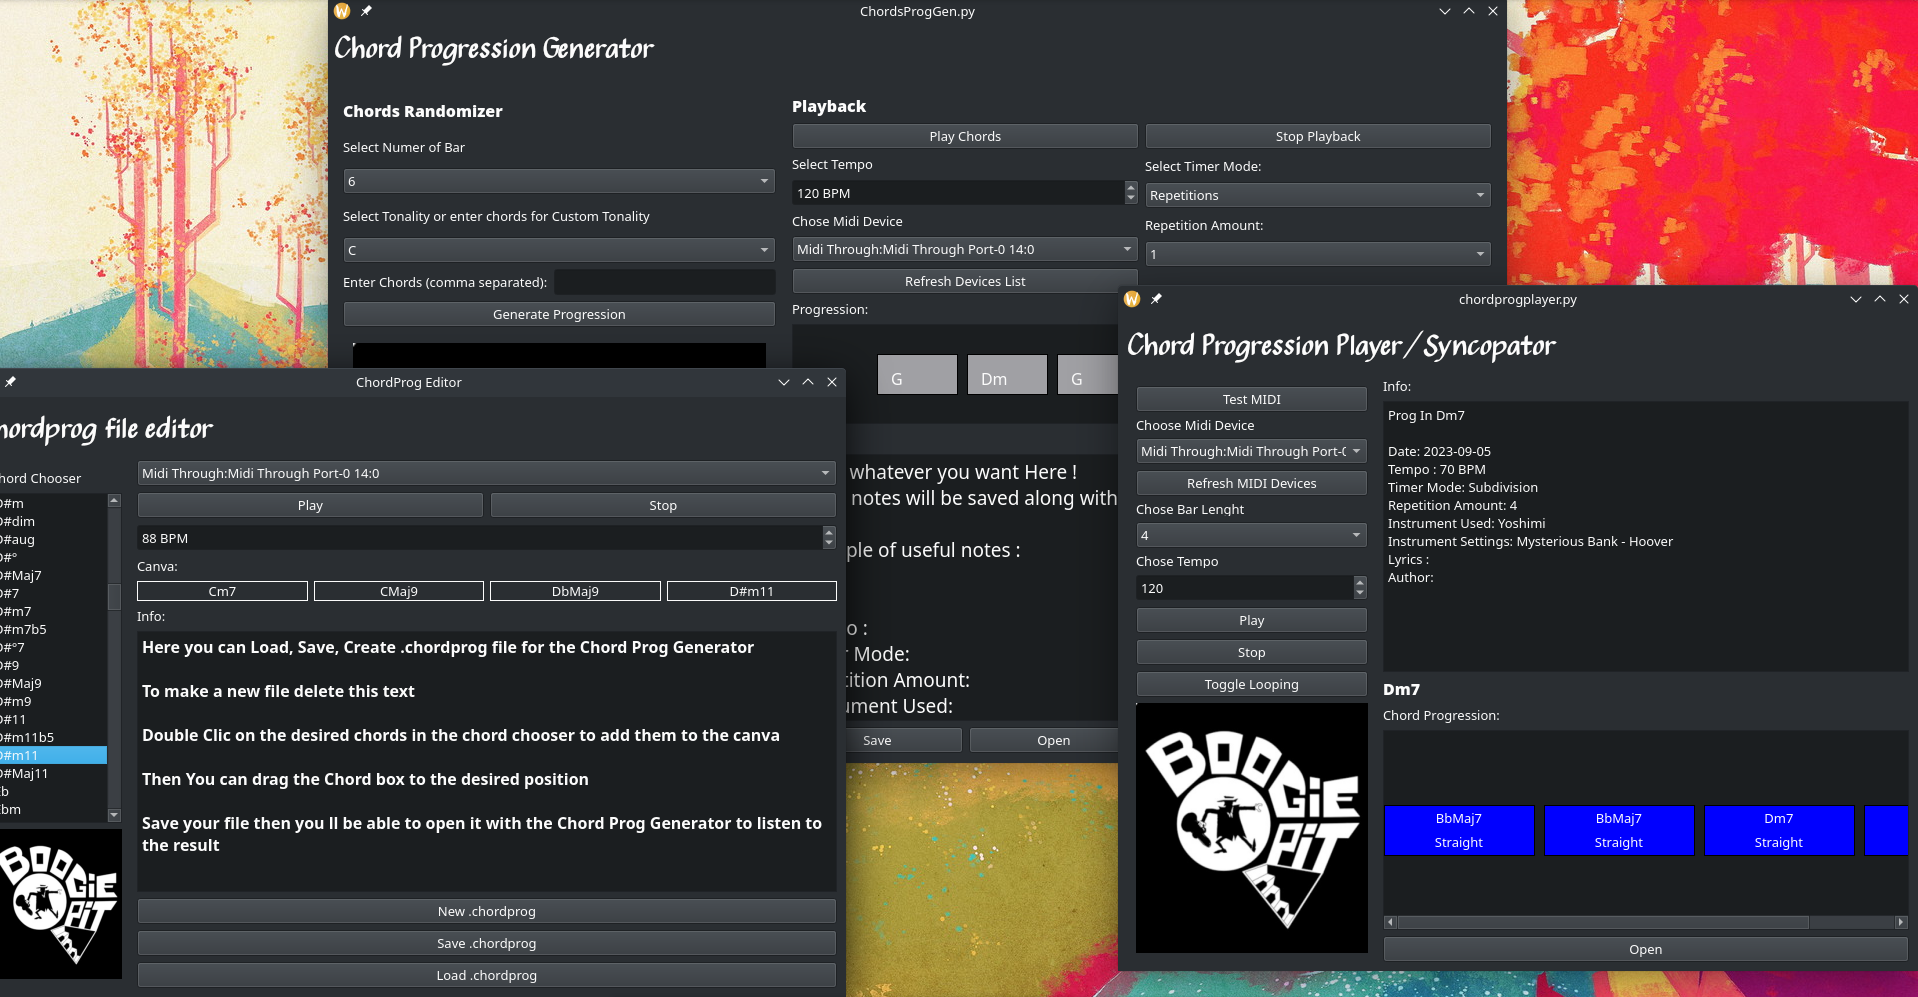 ChordsProgGen.py
Chord Progression Generator
Chords Randomizer
Select Numer of Bar
6
Select Tonality or enter chords for Custom Tonality
C
Enter Chords (comma separated):
Generate Progression
Playback
Play Chords
Stop Playback
Select Tempo
120 BPM
Chose Midi Device
Midi Through:Midi Through Port-0 14:0
Refresh Devices List
Select Timer Mode:
Repetitions
Repetition Amount:
1
Progression:
G
Dm
G
whatever you want Here !
notes will be saved along with
ple of useful notes :
o :
r Mode:
ition Amount:
ument Used:
Save
Open
ChordProg Editor
hordprog file editor
hord Chooser
D#m
D#dim
D#aug
D#°
D#Maj7
D#7
D#m7
D#m7b5
D#°7
D#9
D#Maj9
D#m9
D#11
D#m11b5
D#m11
D#Maj11
Eb
Ebm
Midi Through:Midi Through Port-0 14:0
Play
Stop
88 BPM
Canva:
Cm7
CMaj9
DbMaj9
D#m11
Info:
Here you can Load, Save, Create .chordprog file for the Chord Prog Generator
To make a new file delete this text
Double Clic on the desired chords in the chord chooser to add them to the canva
Then You can drag the Chord box to the desired position
Save your file then you ll be able to open it with the Chord Prog Generator to listen to
the result
New .chordprog
Save .chordprog
Load .chordprog
BOOGIE
PIT
chordprogplayer.py
Chord Progression Player/Syncopator
Test MIDI
Choose Midi Device
Midi Through:Midi Through Port-0
Refresh MIDI Devices
Chose Bar Lenght
4
Chose Tempo
120
Play
Stop
Toggle Looping
BOOGIE
PIT
Info:
Prog In Dm7
Date: 2023-09-05
Tempo : 70 BPM
Timer Mode: Subdivision
Repetition Amount: 4
Instrument Used: Yoshimi
Instrument Settings: Mysterious Bank - Hoover
Lyrics :
Author:
Dm7
Chord Progression:
BbMaj7
Straight
BbMaj7
Straight
Dm7
Straight
Open